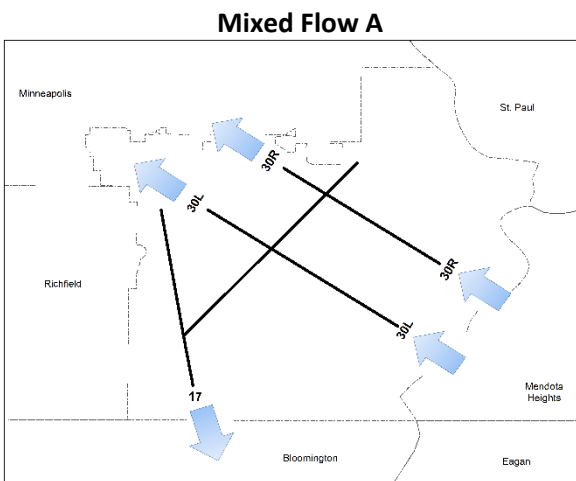 Mixed Flow A
Minneapolis
St. Paul
30R
30L
Richfield
30R
30L
17
Mendota
Heights
Bloomington
Eagan